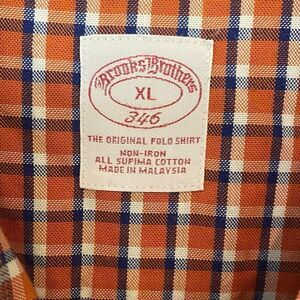 Brooks Brothers
XL
346
THE ORIGINAL POLO SHIRT
NON-IRON
ALL SUPIMA COTTON
MADE IN MALAYSIA